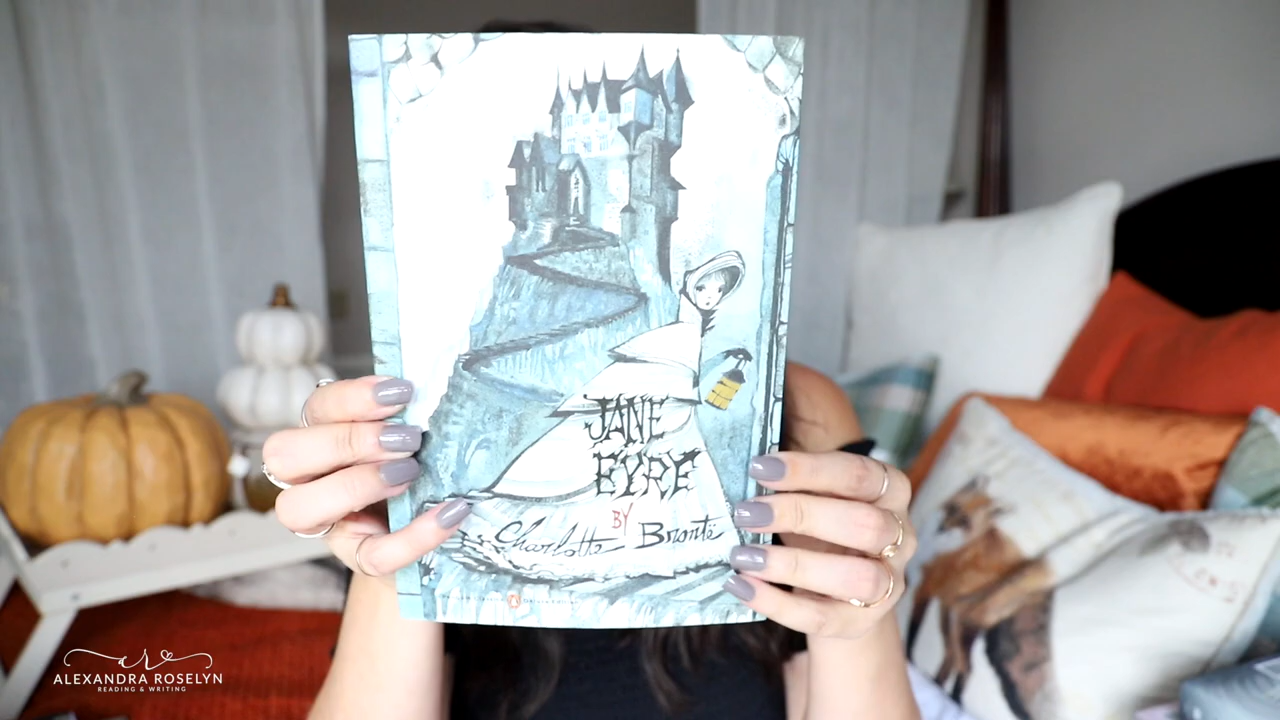 JANE
EYRE
BY
Charlotte Brontë
ALEXANDRA ROSELYN
READING & WRITING